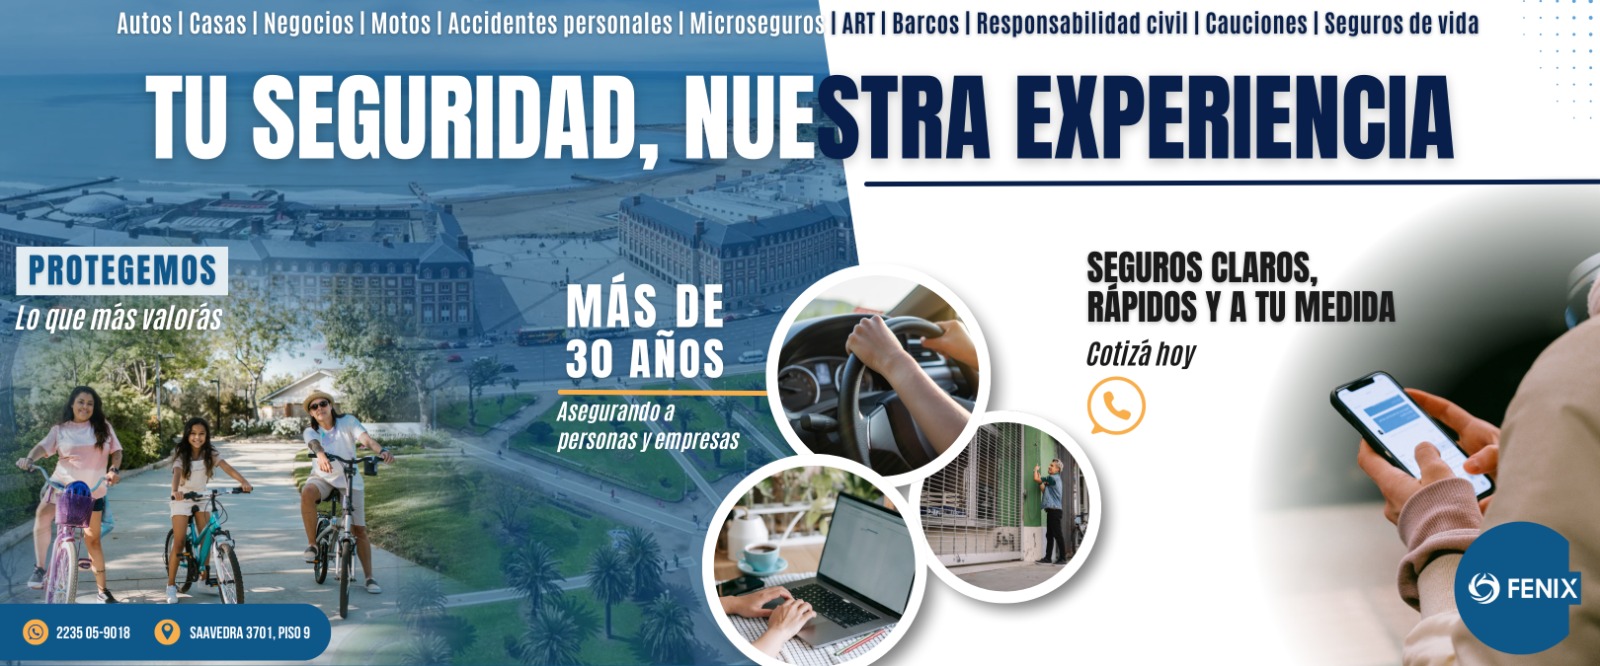 Autos | Casas | Negocios | Motos | Accidentes personales | Microseguros | ART | Barcos | Responsabilidad civil | Cauciones | Seguros de vida
TU SEGURIDAD, NUESTRA EXPERIENCIA
PROTEGEMOS
Lo que más valorás
MÁS DE
30 AÑOS
Asegurando a
personas y empresas
SEGUROS CLAROS,
RÁPIDOS Y A TU MEDIDA
Cotizá hoy
2235 05-9018
SAAVEDRA 3701, PISO 9
FENIX